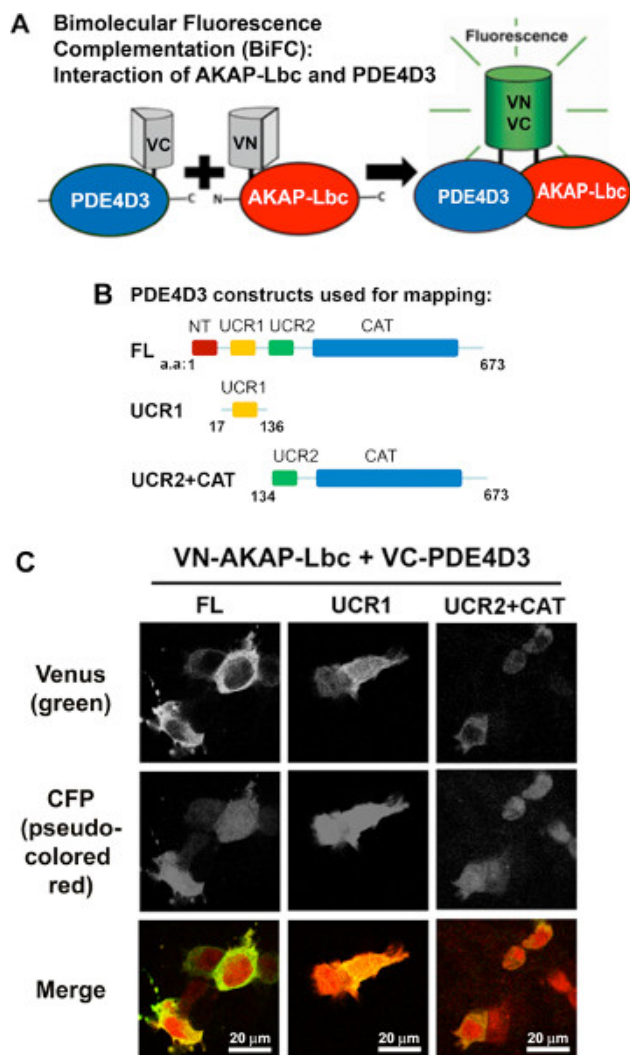 A Bimolecular Fluorescence
Complementation (BiFC):
Interaction of AKAP-Lbc and PDE4D3
Fluorescence
VC
VN
VN
VC
PDE4D3
C
N
AKAP-Lbc
C
PDE4D3
AKAP-Lbc
B PDE4D3 constructs used for mapping:
NT UCR1 UCR2 CAT
FL
a.a:1 673
UCR1
UCR1
17 136
UCR2 CAT
UCR2+CAT
134 673
C VN-AKAP-Lbc + VC-PDE4D3
FL UCR1 UCR2+CAT
Venus
(green)
CFP
(pseudo-
colored
red)
Merge
20 µm 20 µm 20 µm